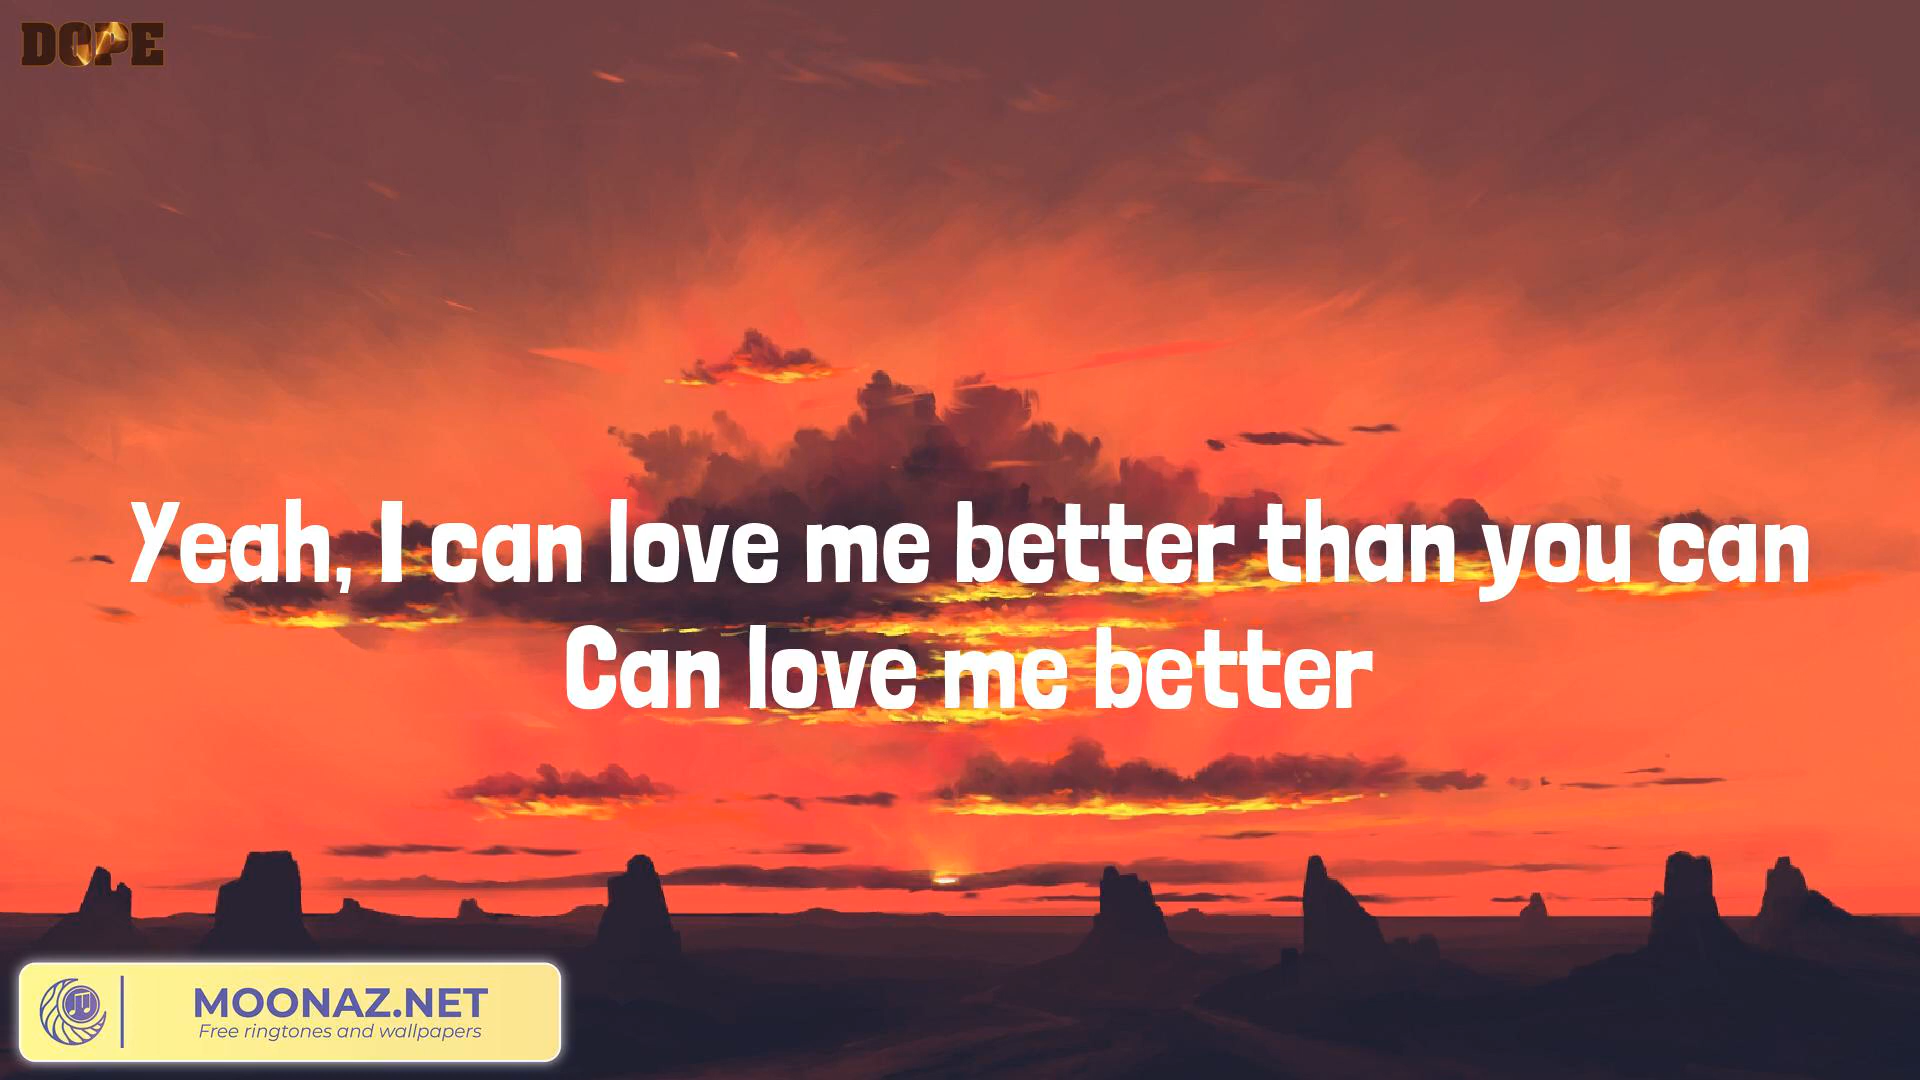 DOPE
Yeah, I can love me better than you can
Can love me better
MOONAZ.NET
Free ringtones and wallpapers